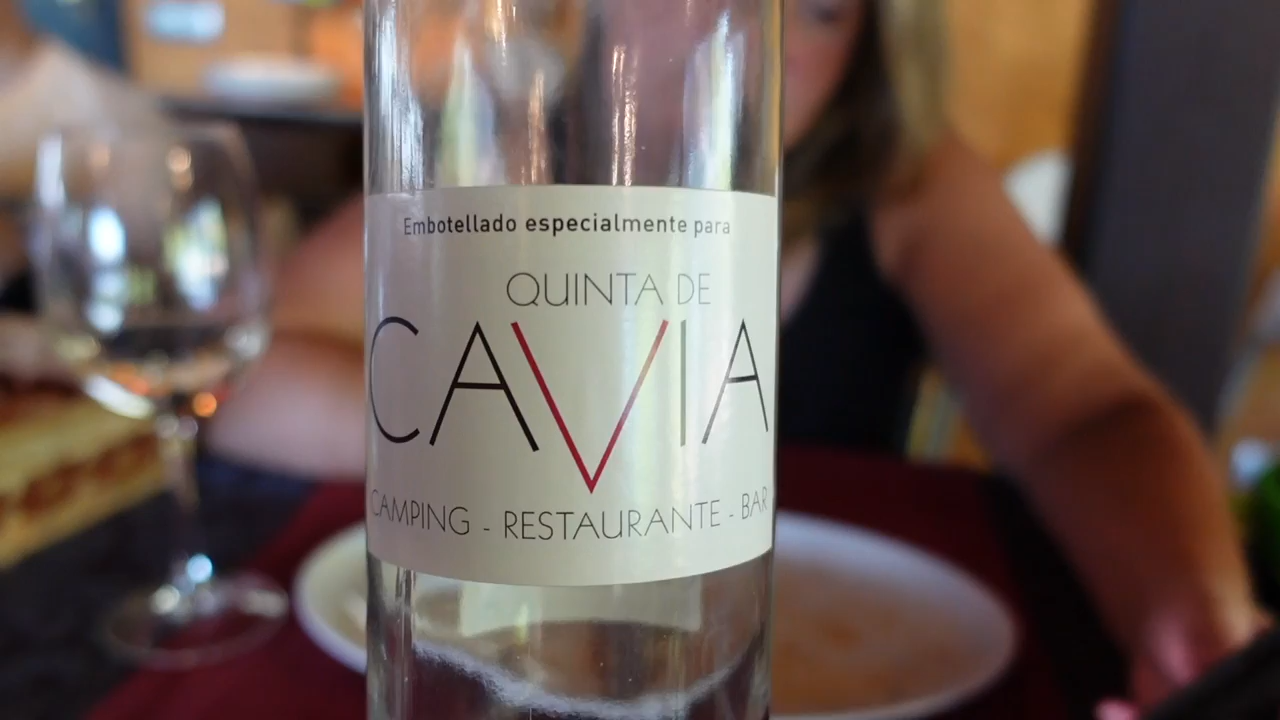 Embotellado especialmente para
QUINTA DE
CAVIA
CAMPING - RESTAURANTE - BAR